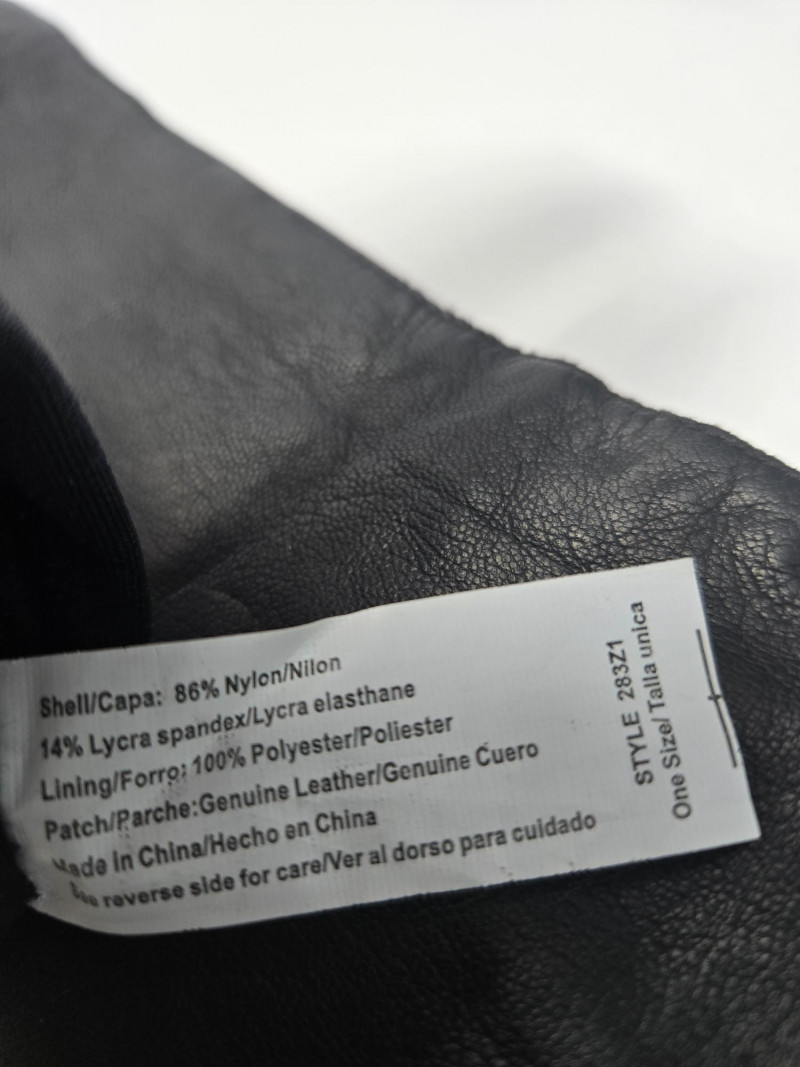 Shell/Capa: 86% Nylon/Nilon
14% Lycra spandex/Lycra elasthane
Lining/Forro: 100% Polyester/Poliester
Patch/Parche:Genuine Leather/Genuine Cuero
Made in China/Hecho en China
See reverse side for care/Ver al dorso para cuidado
STYLE 283Z1
One Size/ Talla unica